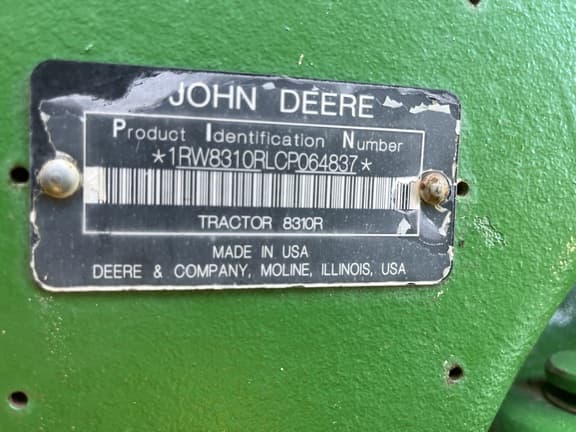 JOHN DEERE
Product Identification Number
*1RW8310RLCP064837*
TRACTOR 8310R
MADE IN USA
DEERE & COMPANY, MOLINE, ILLINOIS, USA